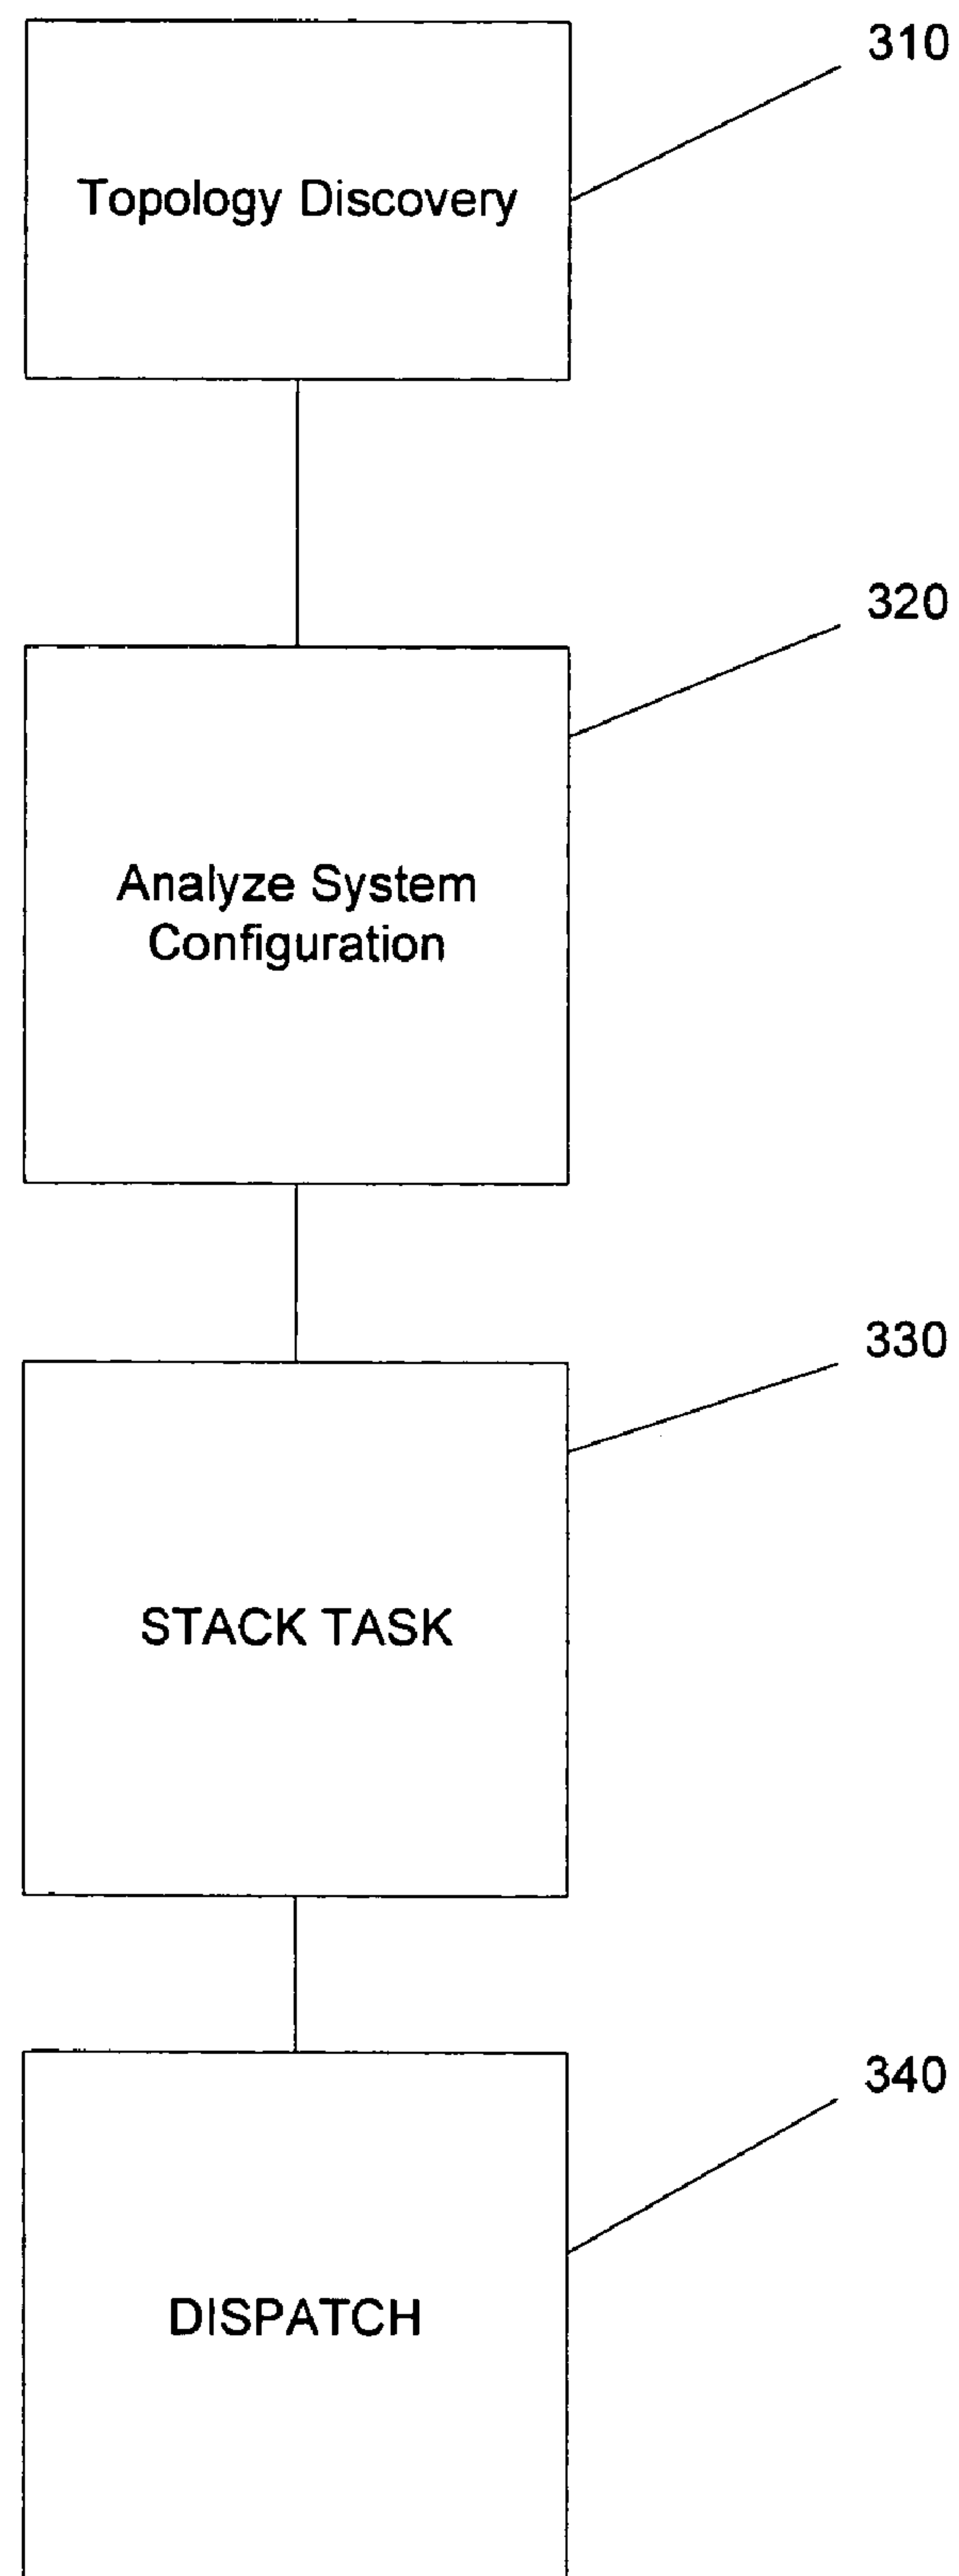 310
Topology Discovery
320
Analyze System
Configuration
330
STACK TASK
340
DISPATCH